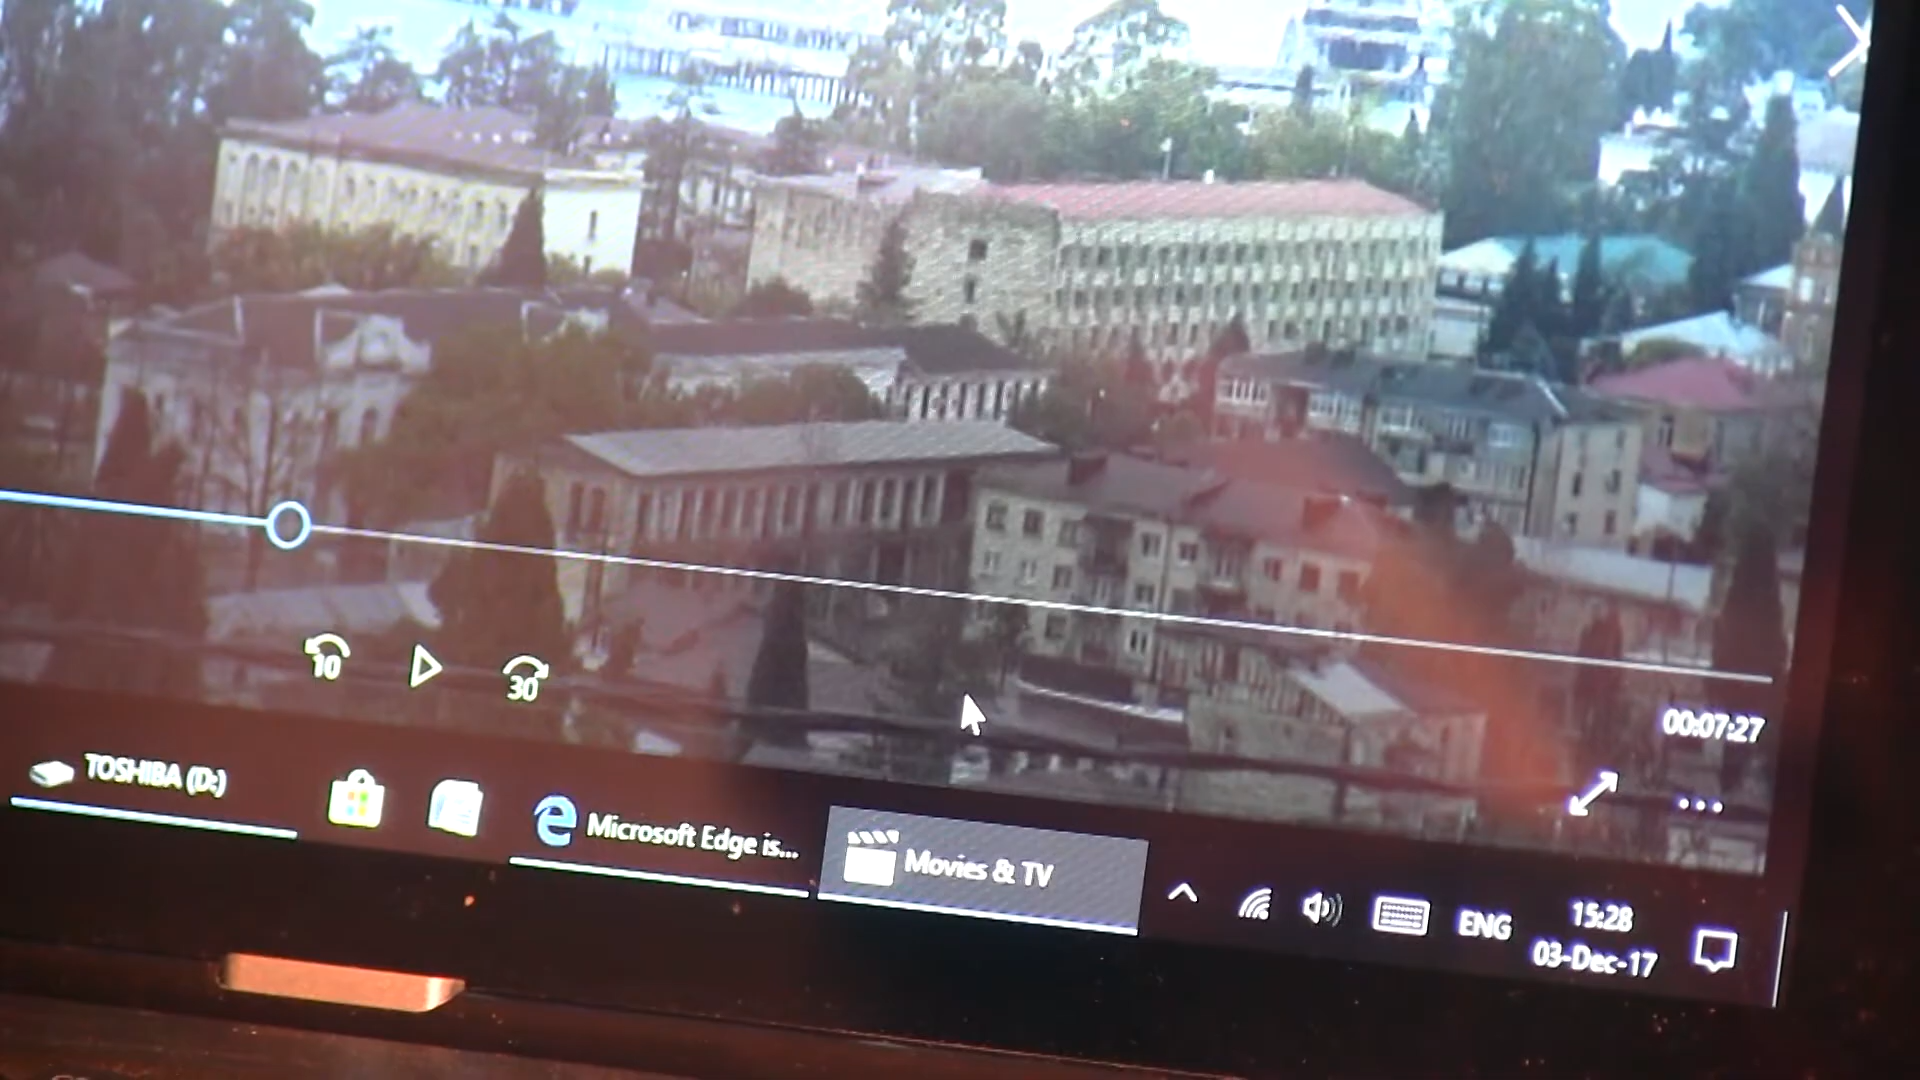 10
30
00:07:27
TOSHIBA (D:)
Microsoft Edge is...
Movies & TV
ENG
15:28
03-Dec-17